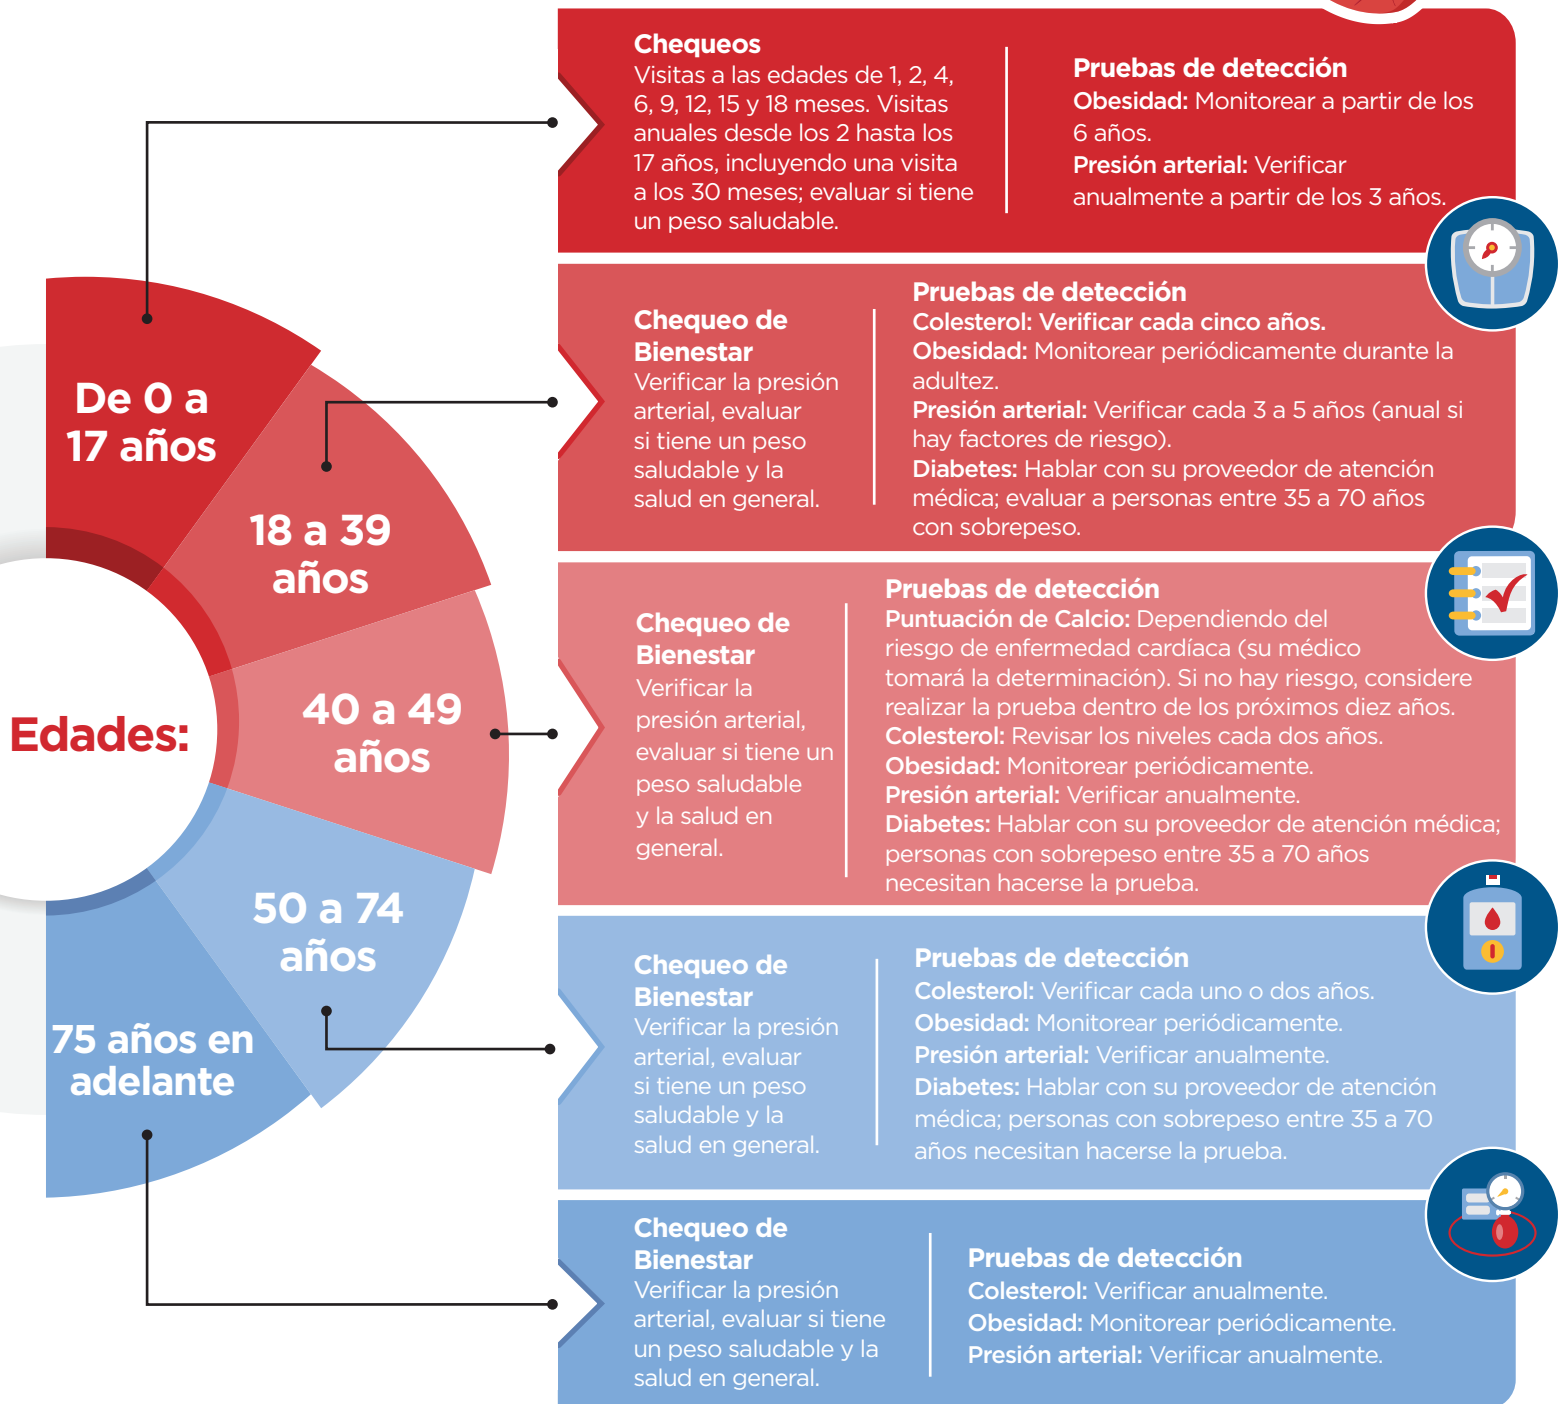 Edades:
De 0 a
17 años
Chequeos
Visitas a las edades de 1, 2, 4,
6, 9, 12, 15 y 18 meses. Visitas
anuales desde los 2 hasta los
17 años, incluyendo una visita
a los 30 meses; evaluar si tiene
un peso saludable.
Pruebas de detección
Obesidad: Monitorear a partir de los
6 años.
Presión arterial: Verificar
anualmente a partir de los 3 años.
18 a 39
años
Chequeo de
Bienestar
Verificar la presión
arterial, evaluar
si tiene un peso
saludable y la
salud en general.
Pruebas de detección
Colesterol: Verificar cada cinco años.
Obesidad: Monitorear periódicamente durante la
adultez.
Presión arterial: Verificar cada 3 a 5 años (anual si
hay factores de riesgo).
Diabetes: Hablar con su proveedor de atención
médica; evaluar a personas entre 35 a 70 años
con sobrepeso.
40 a 49
años
Chequeo de
Bienestar
Verificar la
presión arterial,
evaluar si tiene un
peso saludable
y la salud en
general.
Pruebas de detección
Puntuación de Calcio: Dependiendo del
riesgo de enfermedad cardíaca (su médico
tomará la determinación). Si no hay riesgo, considere
realizar la prueba dentro de los próximos diez años.
Colesterol: Revisar los niveles cada dos años.
Obesidad: Monitorear periódicamente.
Presión arterial: Verificar anualmente.
Diabetes: Hablar con su proveedor de atención médica;
personas con sobrepeso entre 35 a 70 años
necesitan hacerse la prueba.
50 a 74
años
Chequeo de
Bienestar
Verificar la presión
arterial, evaluar
si tiene un peso
saludable y la
salud en general.
Pruebas de detección
Colesterol: Verificar cada uno o dos años.
Obesidad: Monitorear periódicamente.
Presión arterial: Verificar anualmente.
Diabetes: Hablar con su proveedor de atención
médica; personas con sobrepeso entre 35 a 70
años necesitan hacerse la prueba.
75 años en
adelante
Chequeo de
Bienestar
Verificar la presión
arterial, evaluar si tiene
un peso saludable y la
salud en general.
Pruebas de detección
Colesterol: Verificar anualmente.
Obesidad: Monitorear periódicamente.
Presión arterial: Verificar anualmente.